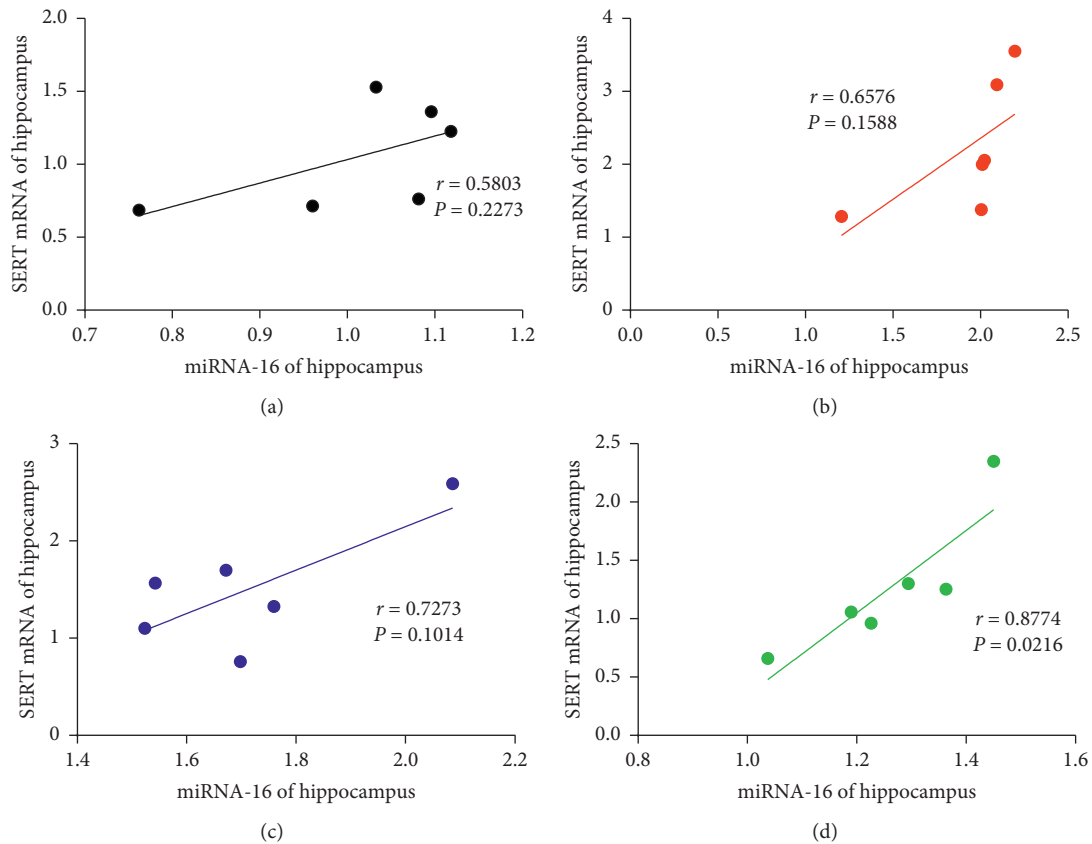 2.0
1.5
1.0
0.5
0.0
SERT mRNA of hippocampus
r = 0.5803
P = 0.2273
0.7 0.8 0.9 1.0 1.1 1.2
miRNA-16 of hippocampus
(a)
4
3
2
1
0
SERT mRNA of hippocampus
r = 0.6576
P = 0.1588
0.0 0.5 1.0 1.5 2.0 2.5
miRNA-16 of hippocampus
(b)
3
2
1
0
SERT mRNA of hippocampus
r = 0.7273
P = 0.1014
1.4 1.6 1.8 2.0 2.2
miRNA-16 of hippocampus
(c)
2.5
2.0
1.5
1.0
0.5
0.0
SERT mRNA of hippocampus
r = 0.8774
P = 0.0216
0.8 1.0 1.2 1.4 1.6
miRNA-16 of hippocampus
(d)